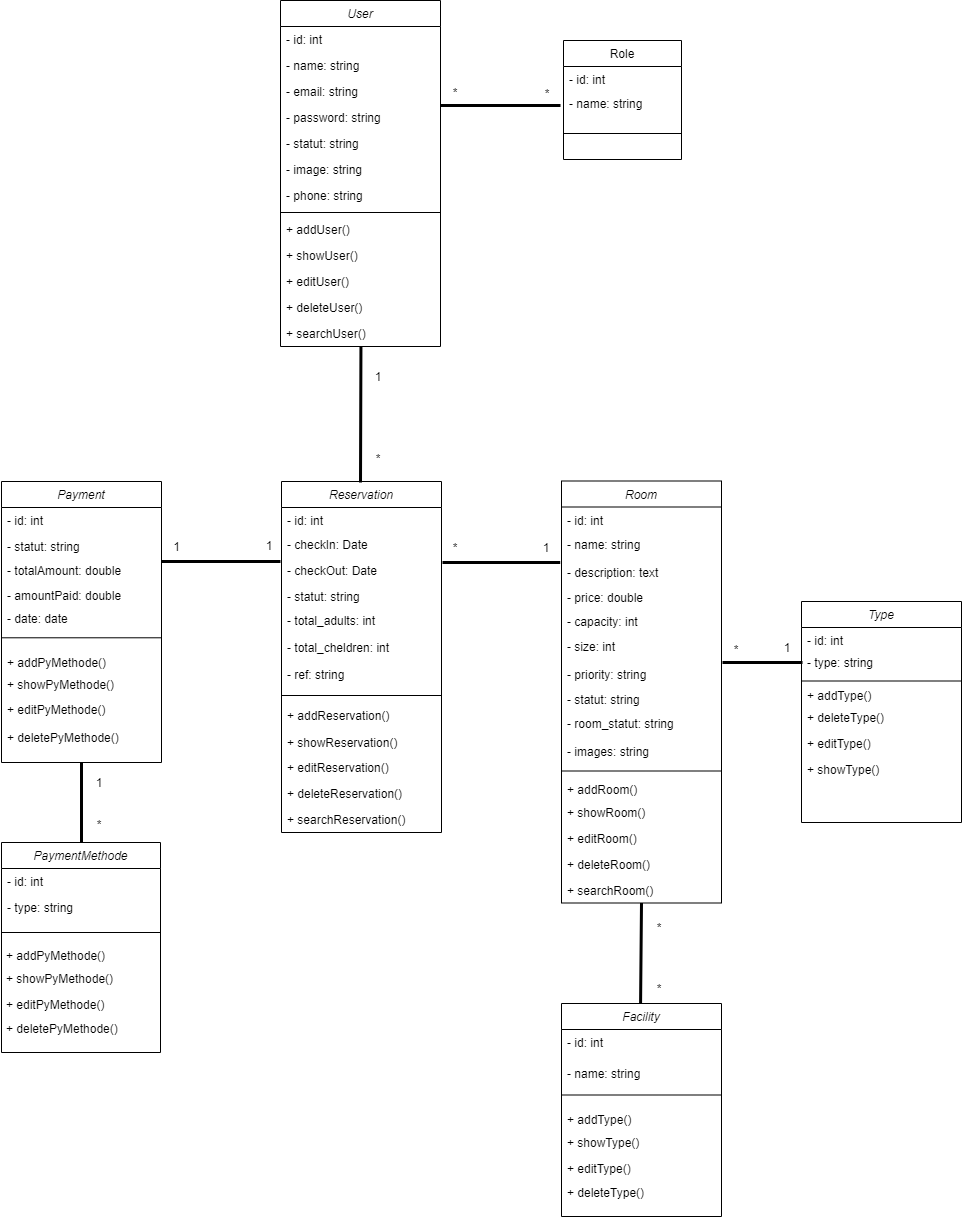 User
- id: int
- name: string
- email: string
- password: string
- statut: string
- image: string
- phone: string
+ addUser()
+ showUser()
+ editUser()
+ deleteUser()
+ searchUser()
Role
- id: int
- name: string
*
*
1
*
Payment
- id: int
- statut: string
- totalAmount: double
- amountPaid: double
- date: date
+ addPyMethode()
+ showPyMethode()
+ editPyMethode()
+ deletePyMethode()
1
1
Reservation
- id: int
- checkIn: Date
- checkOut: Date
- statut: string
- total_adults: int
- total_cheldren: int
- ref: string
+ addReservation()
+ showReservation()
+ editReservation()
+ deleteReservation()
+ searchReservation()
*
1
Room
- id: int
- name: string
- description: text
- price: double
- capacity: int
- size: int
- priority: string
- statut: string
- room_statut: string
- images: string
+ addRoom()
+ showRoom()
+ editRoom()
+ deleteRoom()
+ searchRoom()
*
1
Type
- id: int
- type: string
+ addType()
+ deleteType()
+ editType()
+ showType()
1
*
PaymentMethode
- id: int
- type: string
+ addPyMethode()
+ showPyMethode()
+ editPyMethode()
+ deletePyMethode()
*
*
Facility
- id: int
- name: string
+ addType()
+ showType()
+ editType()
+ deleteType()